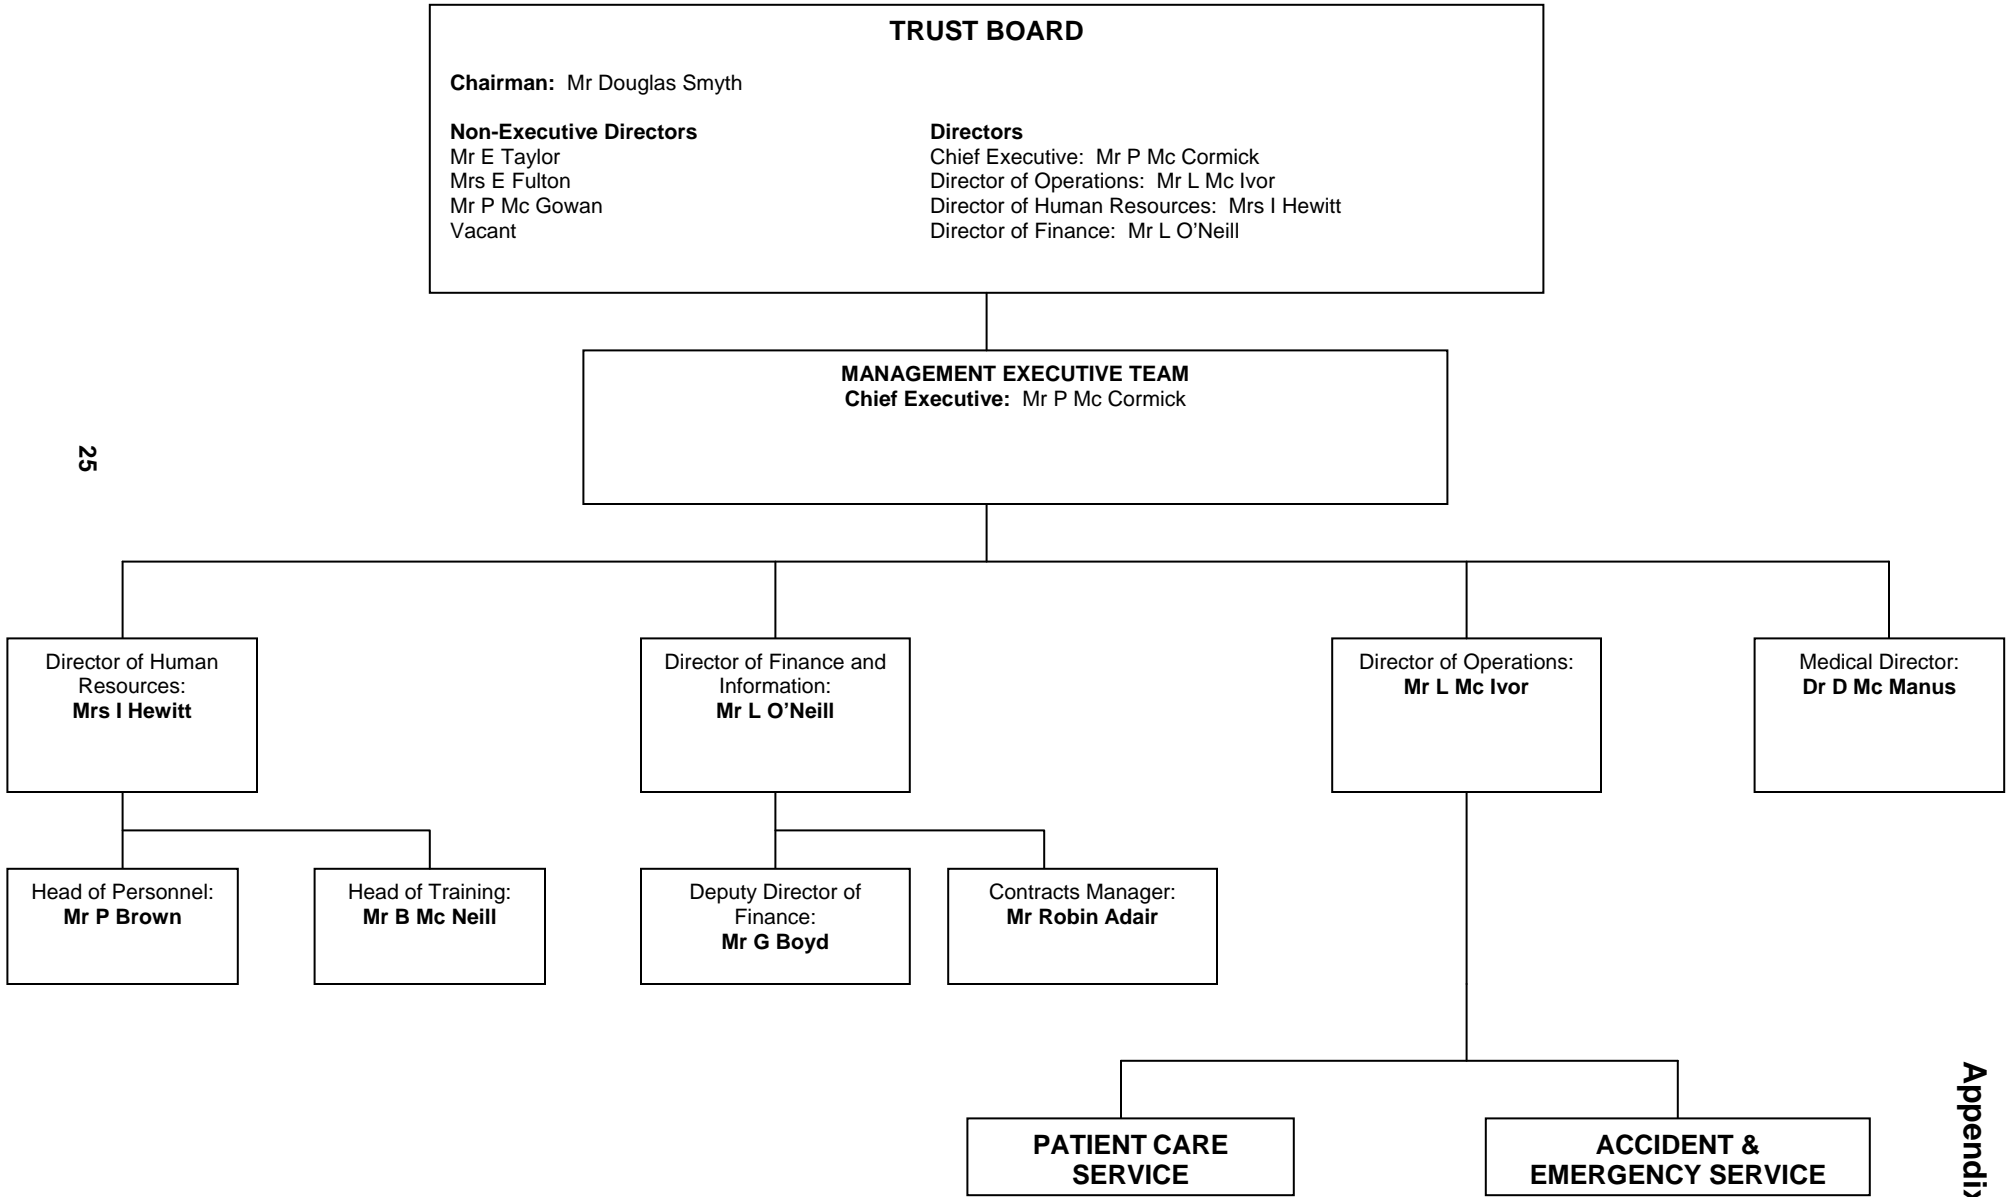 TRUST BOARD
Chairman: Mr Douglas Smyth
Non-Executive Directors
Mr E Taylor
Mrs E Fulton
Mr P Mc Gowan
Vacant
Directors
Chief Executive: Mr P Mc Cormick
Director of Operations: Mr L Mc Ivor
Director of Human Resources: Mrs I Hewitt
Director of Finance: Mr L O’Neill
MANAGEMENT EXECUTIVE TEAM
Chief Executive: Mr P Mc Cormick
25
Director of Human
Resources:
Mrs I Hewitt
Director of Finance and
Information:
Mr L O’Neill
Director of Operations:
Mr L Mc Ivor
Medical Director:
Dr D Mc Manus
Head of Personnel:
Mr P Brown
Head of Training:
Mr B Mc Neill
Deputy Director of
Finance:
Mr G Boyd
Contracts Manager:
Mr Robin Adair
PATIENT CARE
SERVICE
ACCIDENT &
EMERGENCY SERVICE
Appendix